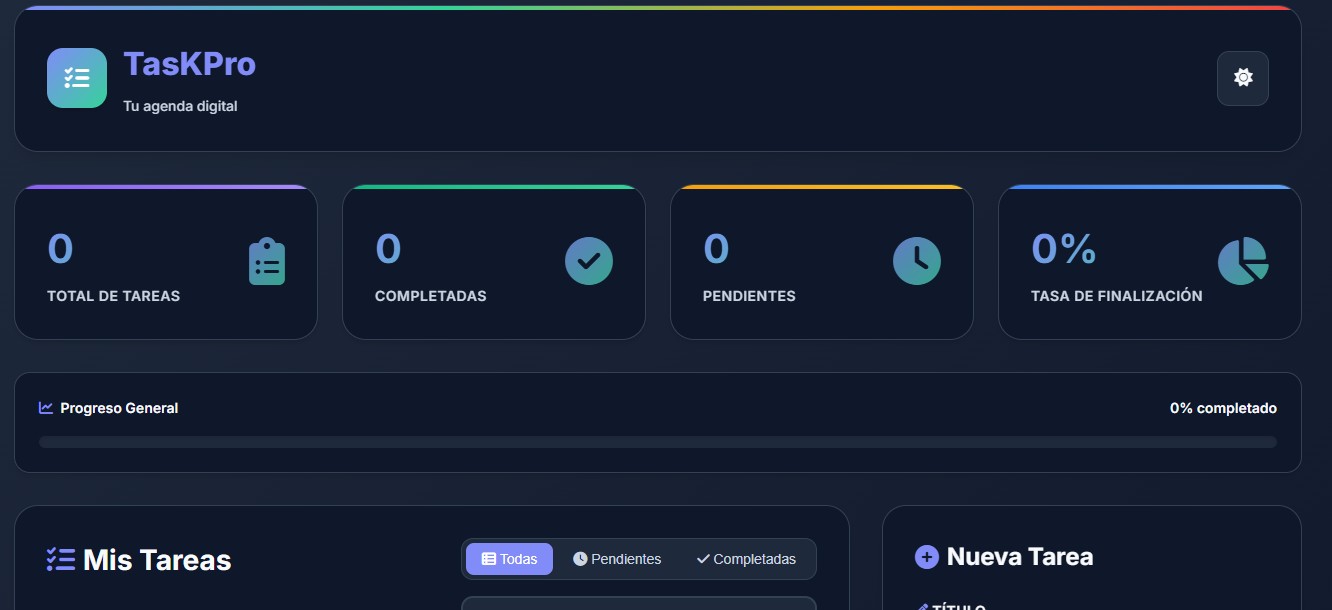 TasKPro
Tu agenda digital
0
TOTAL DE TAREAS
0
COMPLETADAS
0
PENDIENTES
0%
TASA DE FINALIZACIÓN
Progreso General
0% completado
Mis Tareas
Todas
Pendientes
Completadas
Nueva Tarea
TÍTULO